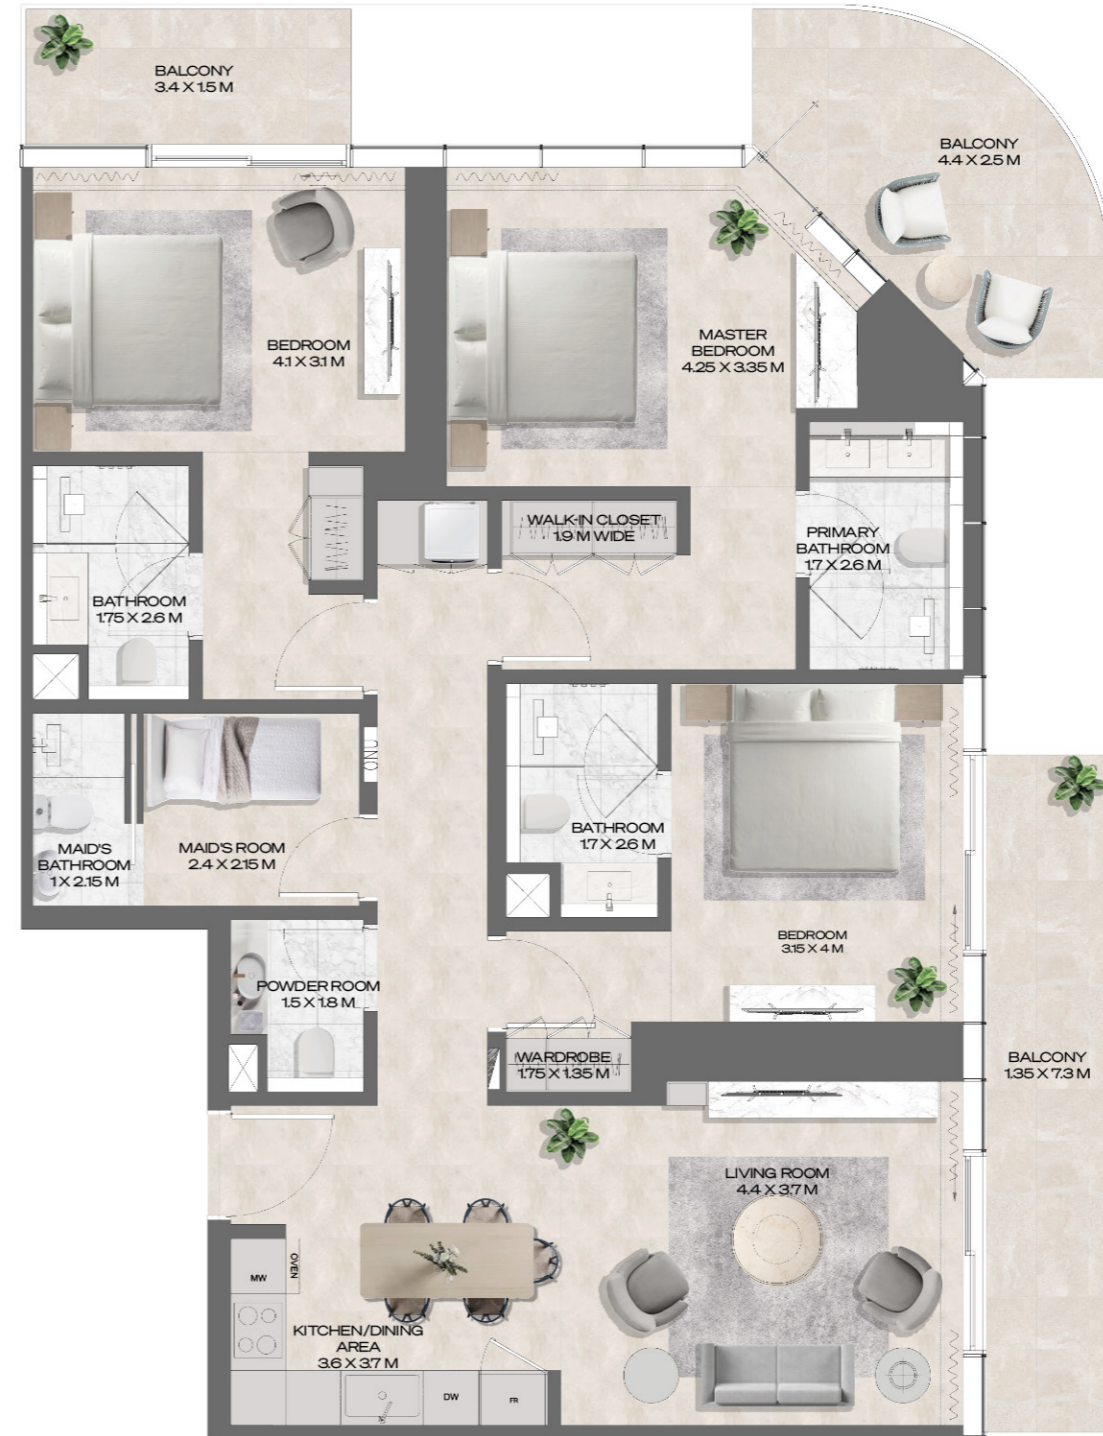 BALCONY
3.4 X 1.5 M
BALCONY
4.4 X 2.5 M
BEDROOM
4.1 X 3.1 M
MASTER
BEDROOM
4.25 X 3.35 M
WALK-IN CLOSET
1.9 M WIDE
PRIMARY
BATHROOM
1.7 X 2.6 M
BATHROOM
1.75 X 2.6 M
ONU
MAID'S
BATHROOM
1 X 2.15 M
MAID'S ROOM
2.4 X 2.15 M
BATHROOM
1.7 X 2.6 M
BEDROOM
3.15 X 4 M
POWDER ROOM
1.5 X 1.8 M
WARDROBE
1.75 X 1.35 M
BALCONY
1.35 X 7.3 M
LIVING ROOM
4.4 X 3.7 M
MW
OVEN
KITCHEN/DINING
AREA
3.6 X 3.7 M
DW
FR